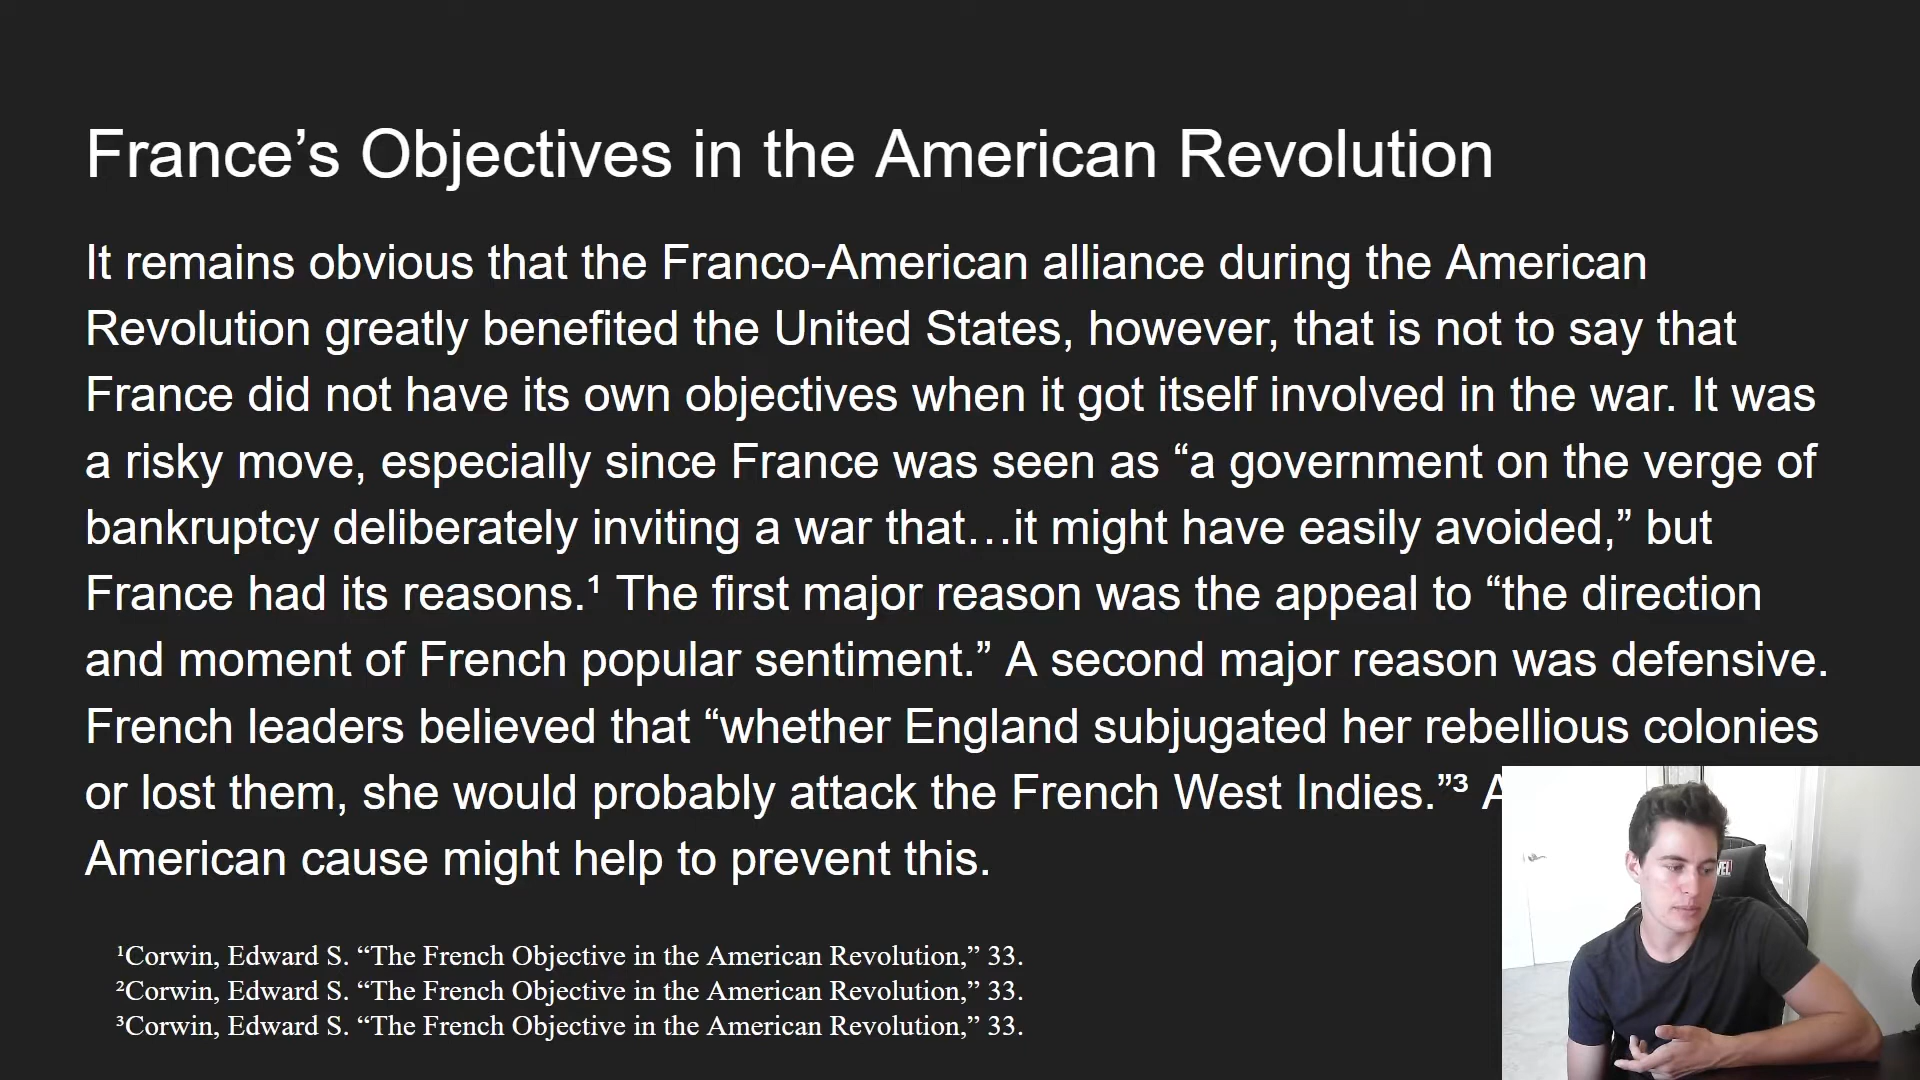 France’s Objectives in the American Revolution
It remains obvious that the Franco-American alliance during the American
Revolution greatly benefited the United States, however, that is not to say that
France did not have its own objectives when it got itself involved in the war. It was
a risky move, especially since France was seen as “a government on the verge of
bankruptcy deliberately inviting a war that…it might have easily avoided,” but
France had its reasons.¹ The first major reason was the appeal to “the direction
and moment of French popular sentiment.” A second major reason was defensive.
French leaders believed that “whether England subjugated her rebellious colonies
or lost them, she would probably attack the French West Indies.”³
American cause might help to prevent this.
¹Corwin, Edward S. “The French Objective in the American Revolution,” 33.
²Corwin, Edward S. “The French Objective in the American Revolution,” 33.
³Corwin, Edward S. “The French Objective in the American Revolution,” 33.